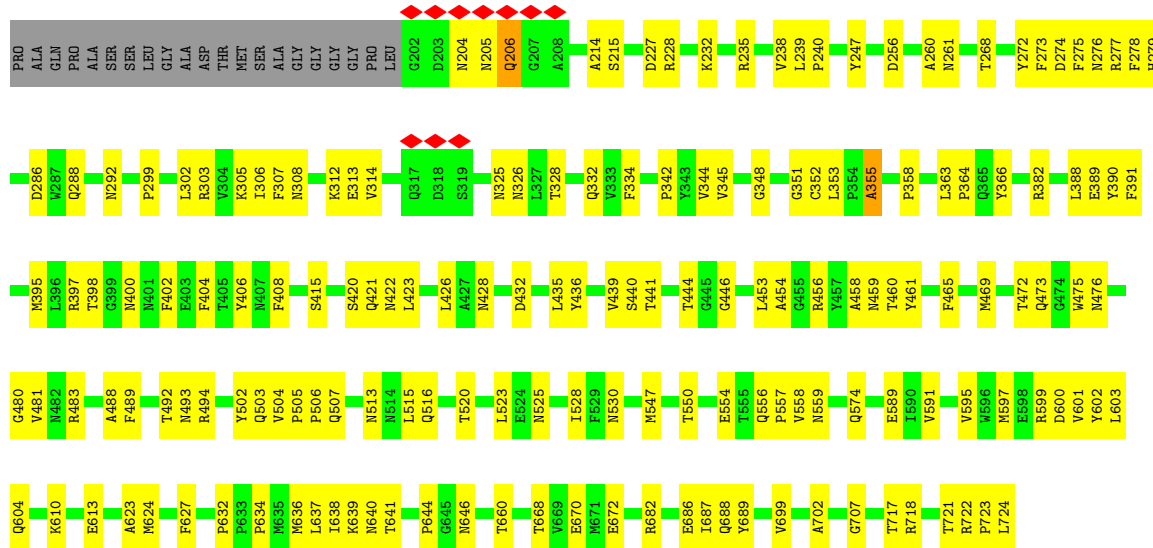 PRO ALA GLN PRO ALA SER SER LEU GLY ALA ASP THR MET SER ALA GLY GLY GLY GLY PRO LEU G202 D203 N204 N205 Q206 G207 A208 A214 S215 D227 R228 K232 R235 V238 L239 P240 Y247 D256 A260 N261 T268 Y272 F273 D274 F275 N276 R277 F278 H279
D286 W287 Q288 N292 P299 L302 R303 V304 K305 I306 F307 N308 K312 E313 V314 Q317 D318 S319 N325 N326 L327 T328 Q332 V333 F334 P342 Y343 V344 V345 G348 G351 C352 L353 P354 A355 P358 L363 P364 Q365 Y366 R382 L388 E389 Y390 F391
M395 L396 R397 T398 G399 N400 N401 F402 E403 F404 T405 Y406 N407 F408 S415 S420 Q421 N422 L423 L426 A427 N428 D432 L435 Y436 V439 S440 T441 T444 G445 G446 L453 A454 G455 R456 Y457 A458 N459 T460 Y461 F465 M469 T472 Q473 G474 W475 N476
G480 V481 N482 R483 A488 F489 T492 N493 R494 Y502 Q503 V504 P505 P506 Q507 N513 N514 L515 Q516 T520 L523 E524 N525 I528 F529 N530 M547 T550 E554 T555 Q556 P557 V558 N559 Q574 E589 I590 V591 V595 W596 M597 E598 R599 D600 V601 Y602 L603
Q604 K610 E613 A623 M624 F627 P632 P633 P634 M635 M636 L637 I638 K639 N640 T641 P644 G645 N646 T660 T668 V669 E670 M671 E672 R682 E686 I687 Q688 Y689 V699 A702 G707 T717 R718 T721 R722 P723 L724